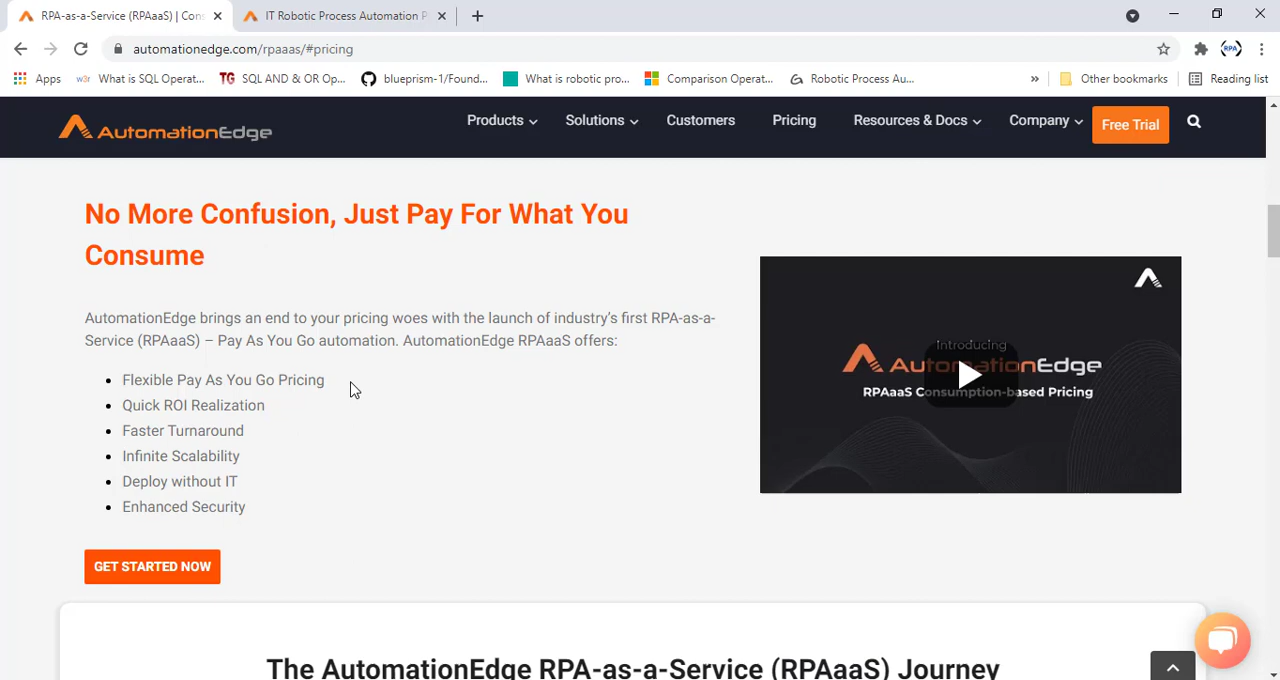 RPA-as-a-Service (RPAaaS) | Cons
IT Robotic Process Automation P
automationedge.com/rpaaas/#pricing
RPA
Apps
w3r
What is SQL Operat...
TG
SQL AND & OR Op...
blueprism-1/Found...
What is robotic pro...
Comparison Operat...
Robotic Process Au...
»
Other bookmarks
Reading list
AutomationEdge
Products
Solutions
Customers
Pricing
Resources & Docs
Company
Free Trial
No More Confusion, Just Pay For What You
Consume
AutomationEdge brings an end to your pricing woes with the launch of industry's first RPA-as-a-
Service (RPAaaS) – Pay As You Go automation. AutomationEdge RPAaaS offers:
• Flexible Pay As You Go Pricing
• Quick ROI Realization
• Faster Turnaround
• Infinite Scalability
• Deploy without IT
• Enhanced Security
GET STARTED NOW
Introducing
AutomationEdge
RPAaaS Consumption-based Pricing
The AutomationEdge RPA-as-a-Service (RPAaaS) Journey